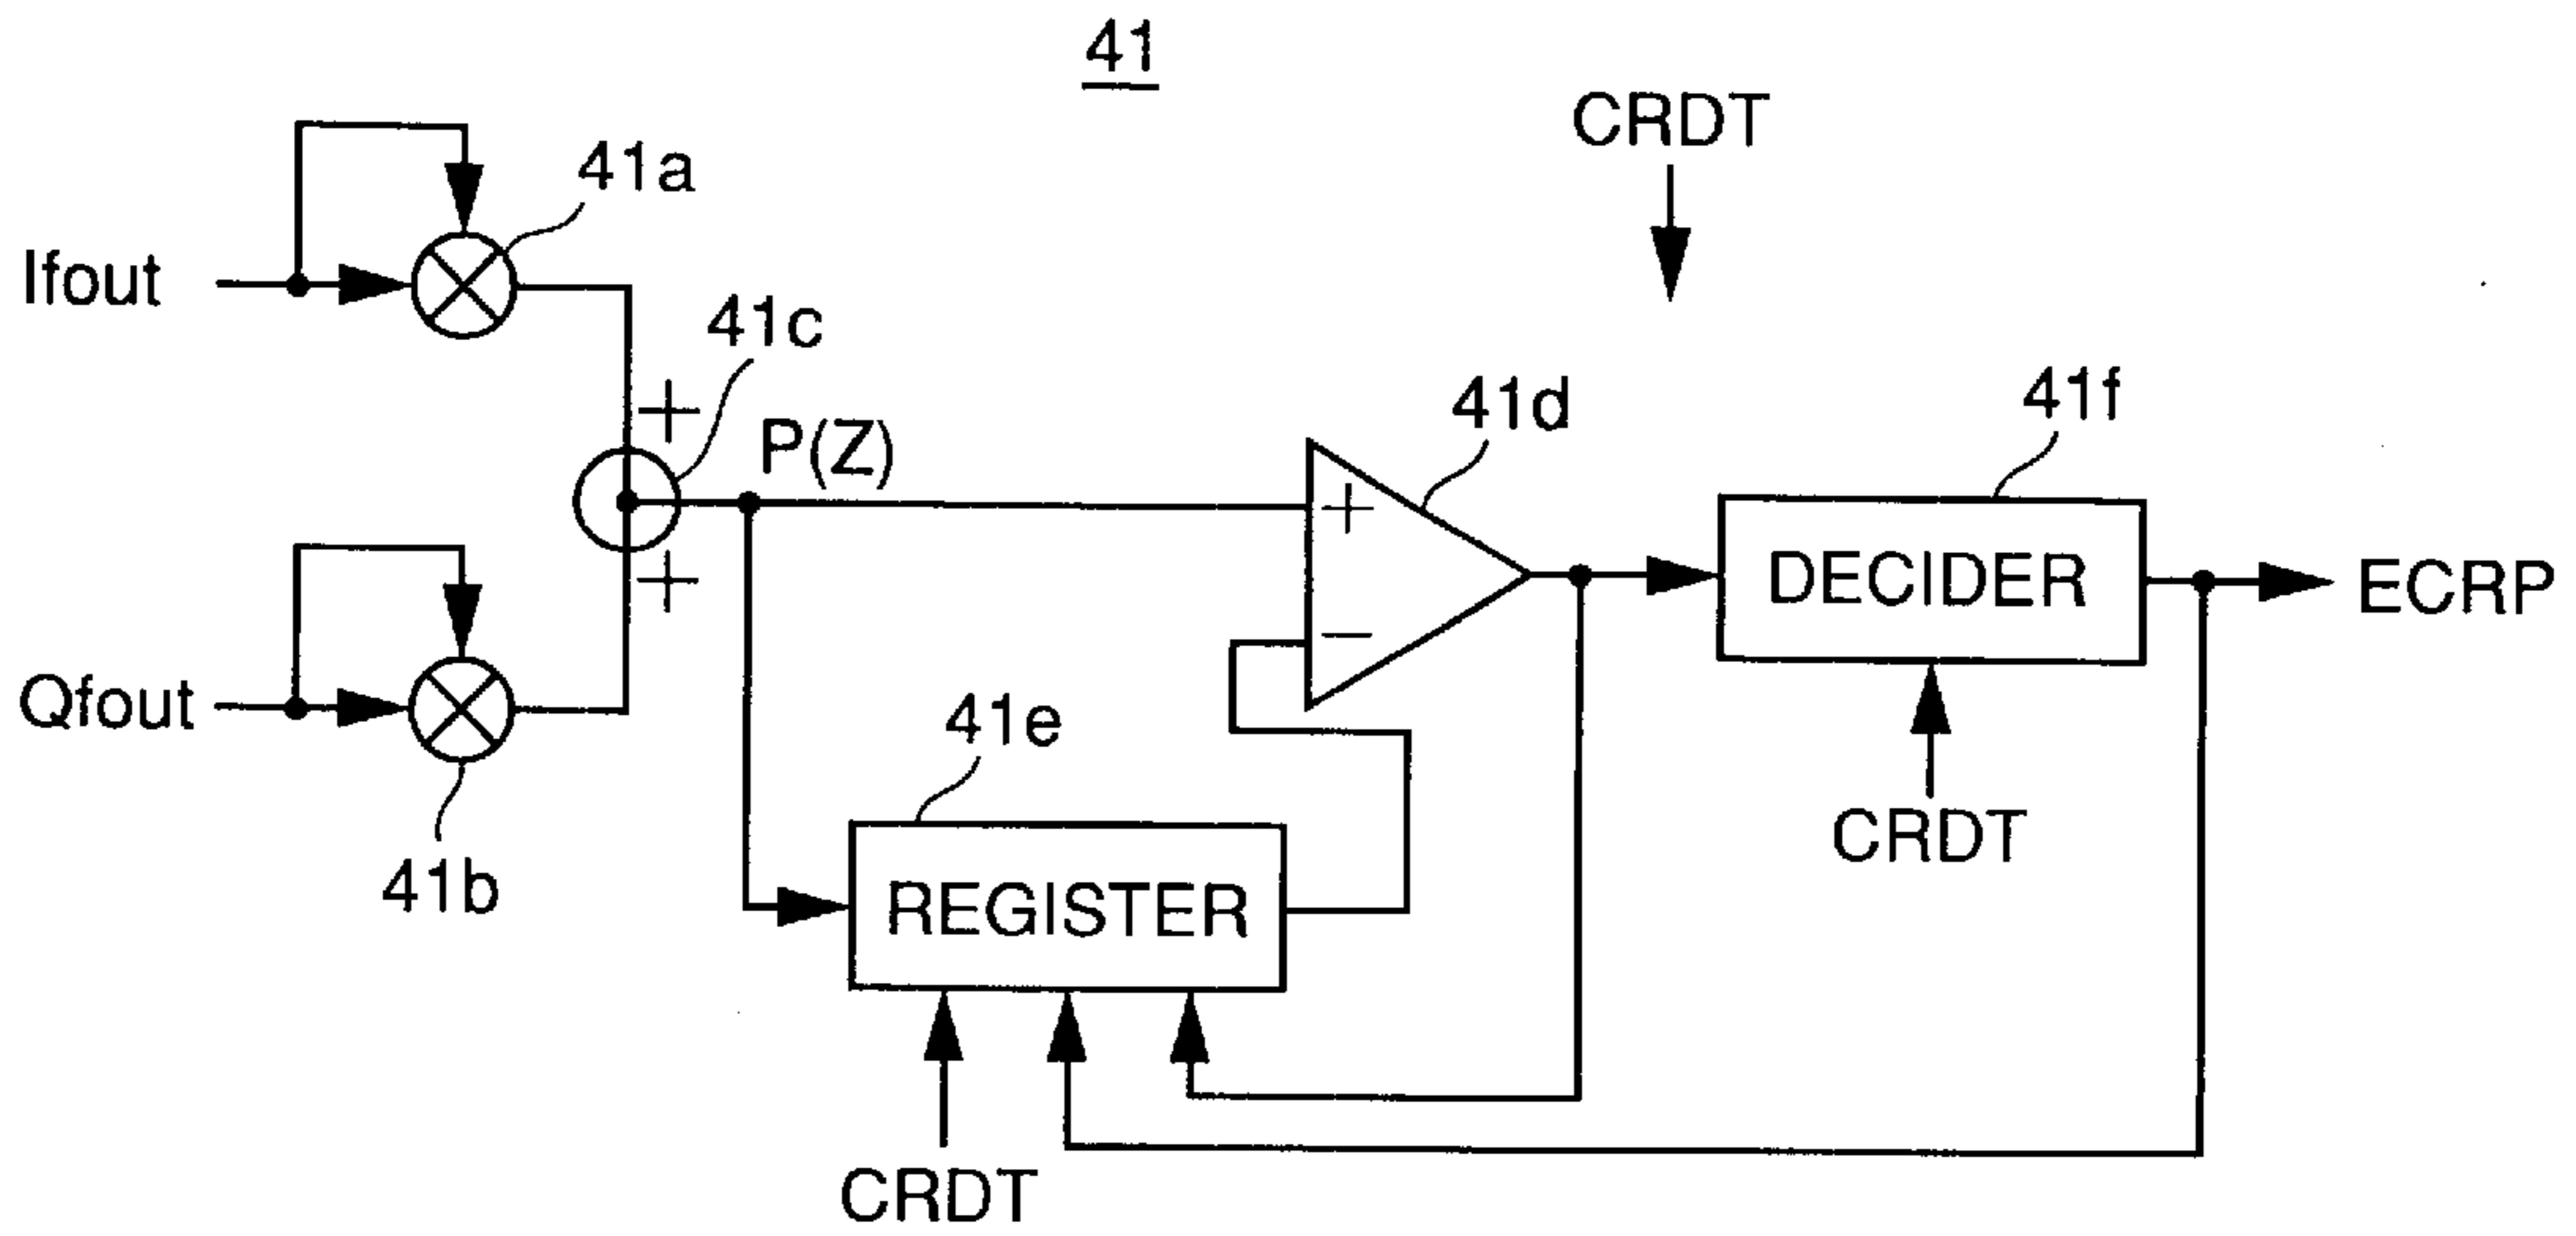 41
CRDT
41a
Ifout
41c
+
P(Z)
41d
41f
+
+
DECIDER
ECRP
−
Qfout
41e
CRDT
41b
REGISTER
CRDT